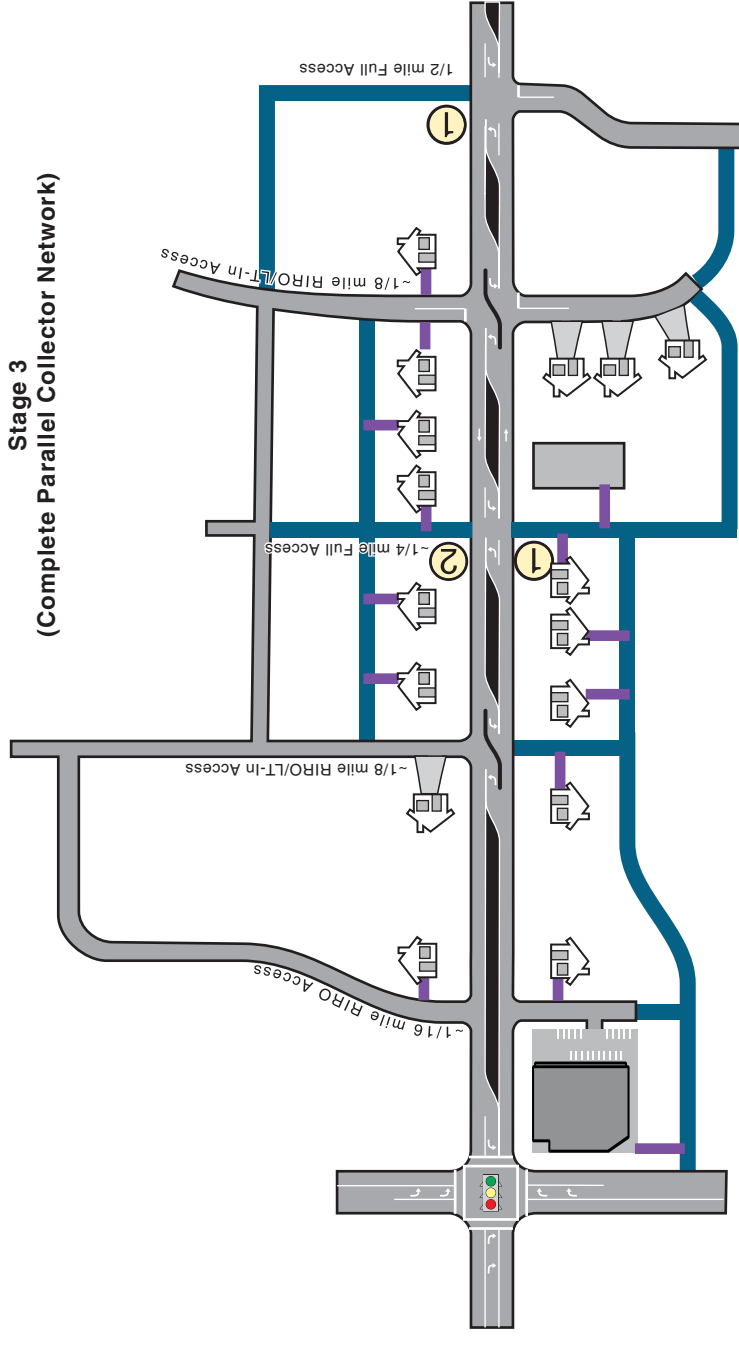 Stage 3
(Complete Parallel Collector Network)
1/2 mile Full Access
1
~1/8 mile RIRO/LT-In Access
~1/4 mile Full Access
2
1
~1/8 mile RIRO/LT-In Access
~1/16 mile RIRO Access